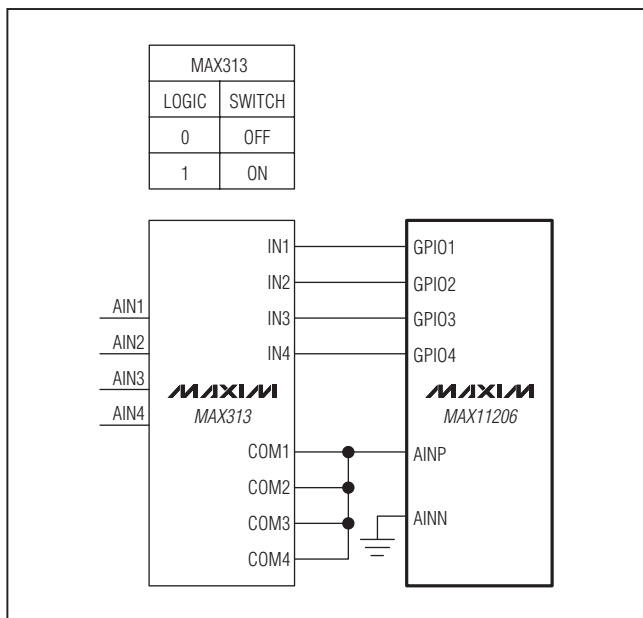 MAX313
LOGIC SWITCH
0 OFF
1 ON
IN1
IN2
IN3
IN4
AIN1
AIN2
AIN3
AIN4
MAXIM
MAX313
COM1
COM2
COM3
COM4
GPIO1
GPIO2
GPIO3
GPIO4
MAXIM
MAX11206
AINP
AINN